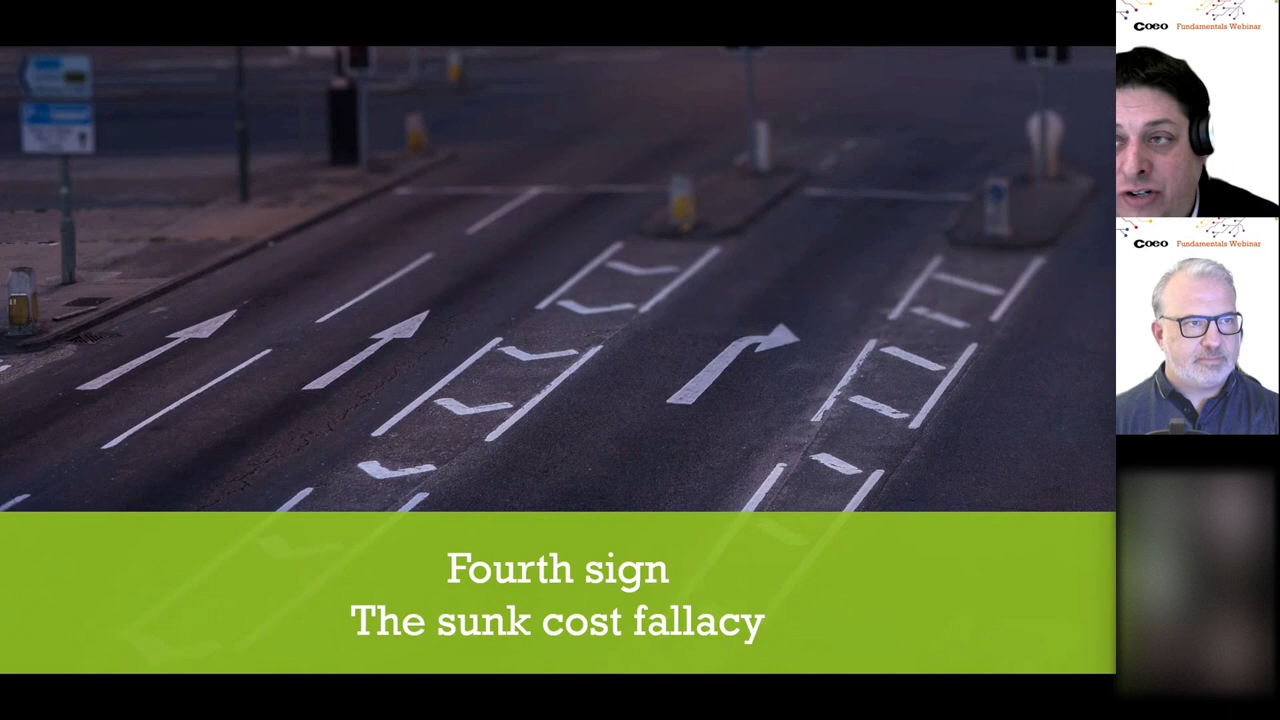 Fourth sign
The sunk cost fallacy
Coeo Fundamentals Webinar
Coeo Fundamentals Webinar